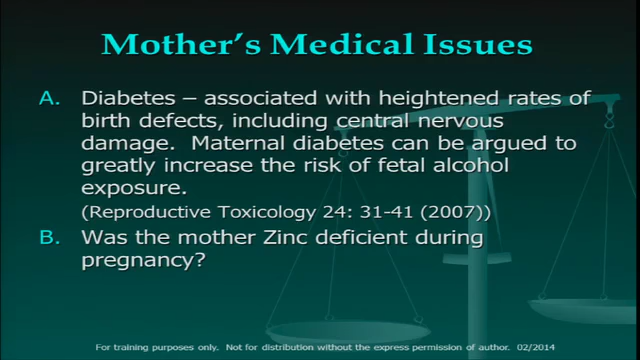 Mother's Medical Issues
A. Diabetes – associated with heightened rates of
birth defects, including central nervous
damage. Maternal diabetes can be argued to
greatly increase the risk of fetal alcohol
exposure.
(Reproductive Toxicology 24: 31-41 (2007))
B. Was the mother Zinc deficient during
pregnancy?
For training purposes only. Not for distribution without the express permission of author. 02/2014